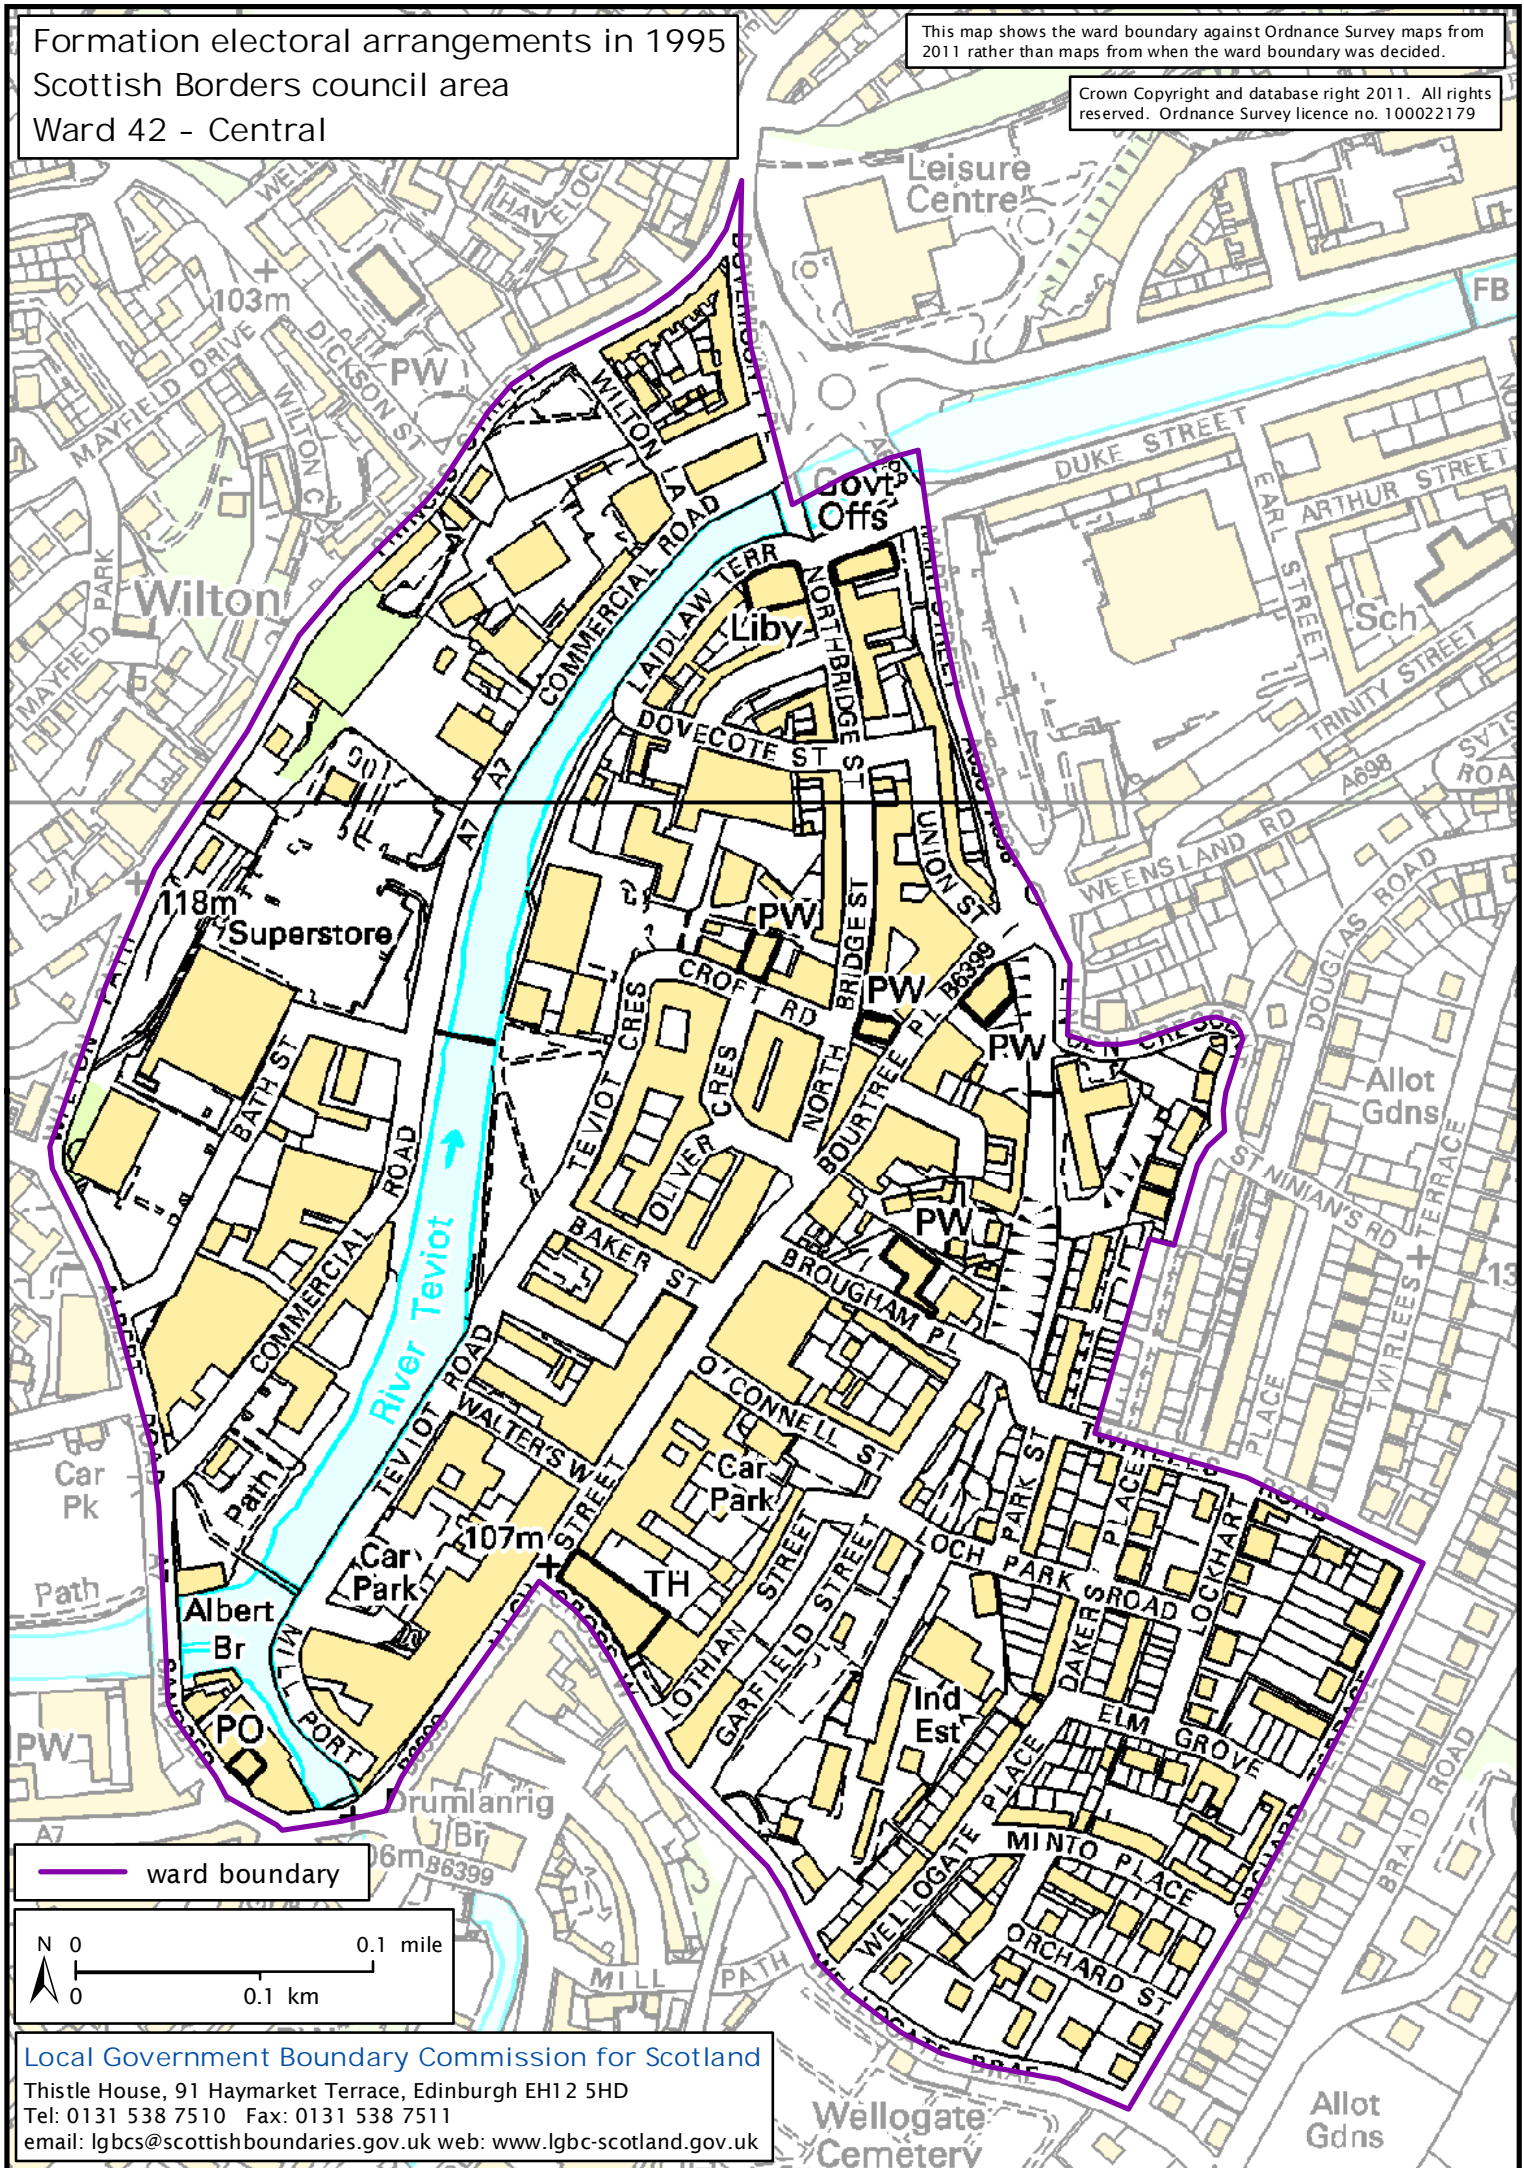 Formation electoral arrangements in 1995
Scottish Borders council area
Ward 42 - Central
This map shows the ward boundary against Ordnance Survey maps from
2011 rather than maps from when the ward boundary was decided.
Crown Copyright and database right 2011. All rights
reserved. Ordnance Survey licence no. 100022179
Leisure
Centre
HAVELOCK
103m
FB
PW
MAYFIELD DRIVE
DICKSON ST
WILTON
WILTON LA
DUKE STREET
EARL STREET
ARTHUR STREET
Govt
Offs
COMMERCIAL ROAD
LAIDLAW TERR
Liby
NORTHBRIDGE ST
PARK
Wilton
MAYFIELD
Sch
TRINITY STREET
DOVECOTE ST
A7
A7
A698
WEENSLAND RD
UNION ST
DOUGLAS ROAD
118m
Superstore
PW
CROFT RD
BRIDGE ST
NORTH
PW
B6399
BOURTREE PL
PW
TEVIOT CRES
OLIVER CRES
BATH ST
Allot
Gdns
ST NINIAN'S RD
TERRACE
COMMERCIAL ROAD
River Teviot
BAKER ST
PW
BROUGHAM PL
TWIRLEES
PLACE
TEVIOT ROAD
WALTER'S W
O'CONNELL ST
Car
Park
Car
Pk
Path
107m
STREET
PARK ST
PLACE
LOCKHART
TWIRLEES ROAD
Path
Car
Park
TH
LOCH PARK ROAD
DAKERS
Albert
Br
MILL PORT
LOTHIAN STREET
GARFIELD STREET
Ind
Est
ELM GROVE
PW
PO
A7
Drumlanrig
Br
06m
B6399
WELLOGATE PLACE
MINTO PLACE
ORCHARD ST
BRAID ROAD
MILL PATH
WELLOGATE BRAE
Wellogate
Cemetery
Allot
Gdns
ward boundary
N 0 0.1 mile
0 0.1 km
Local Government Boundary Commission for Scotland
Thistle House, 91 Haymarket Terrace, Edinburgh EH12 5HD
Tel: 0131 538 7510 Fax: 0131 538 7511
email: lgbcs@scottishboundaries.gov.uk web: www.lgbc-scotland.gov.uk